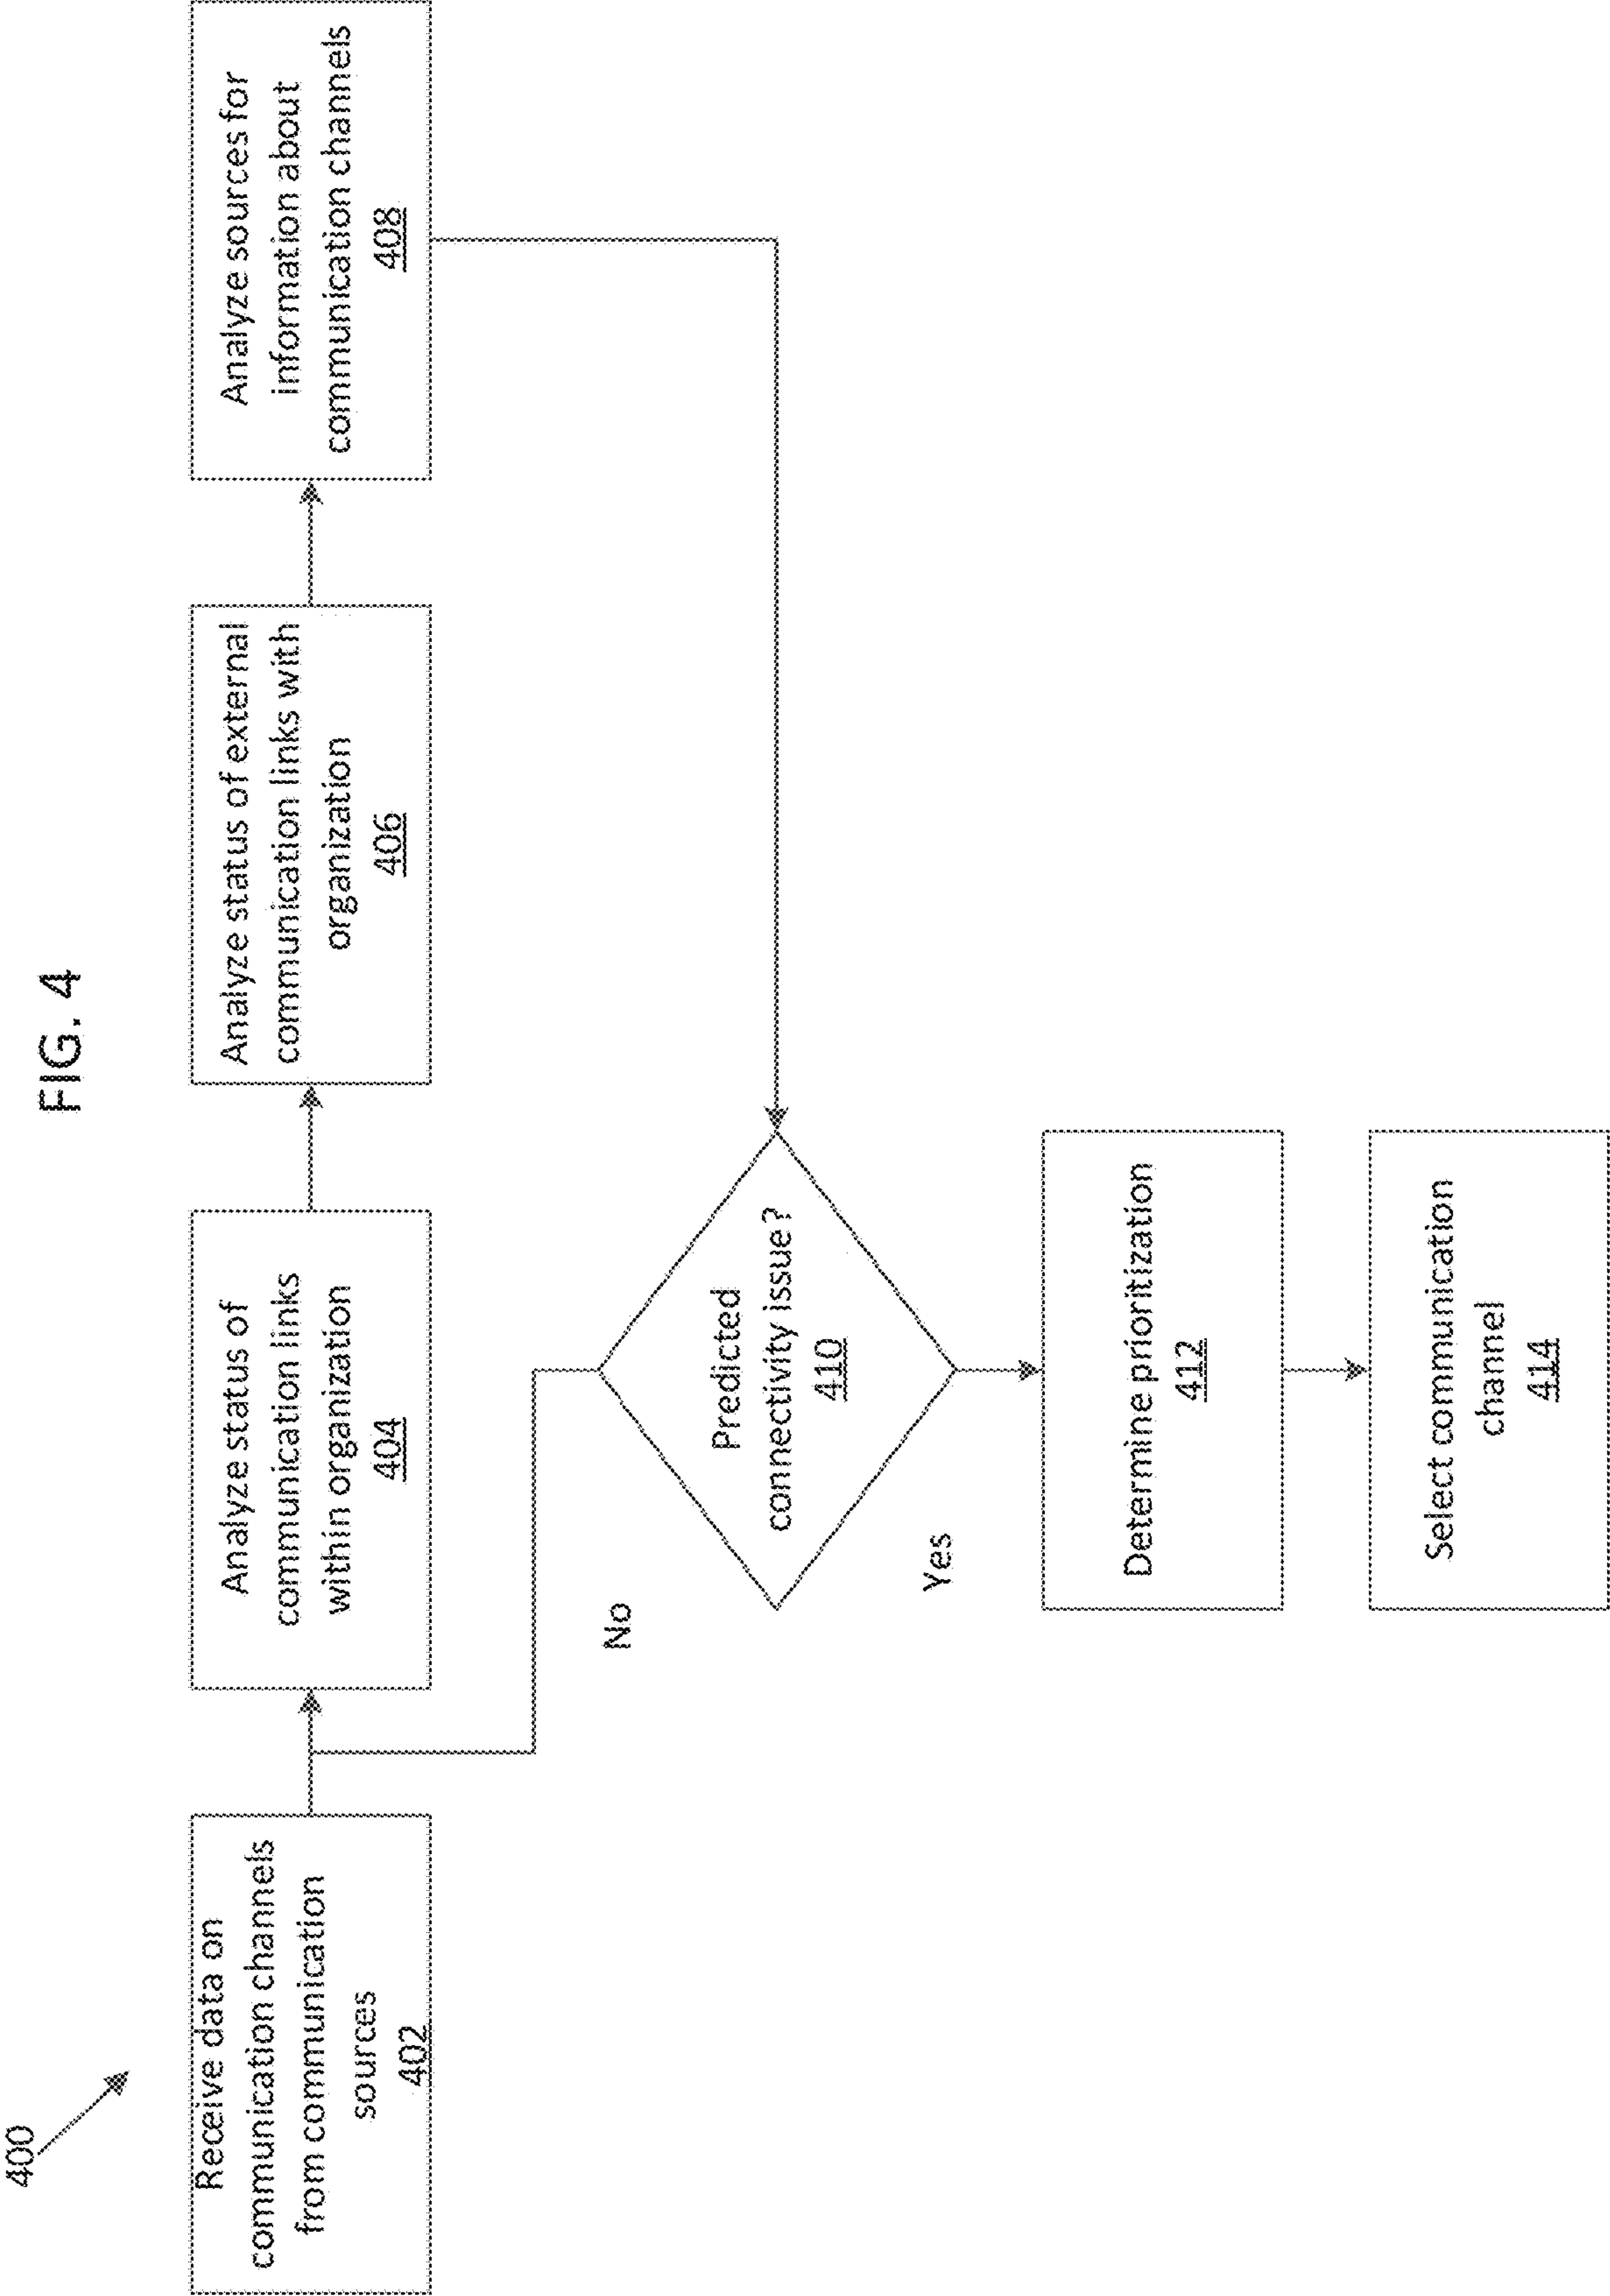 FIG. 4
400
Receive data on
communication channels
from communication
sources
402
Analyze status of
communication links
within organization
404
Analyze status of external
communication links with
organization
406
Analyze sources for
information about
communication channels
408
Predicted
connectivity issue?
410
No
Yes
Determine prioritization
412
Select communication
channel
414